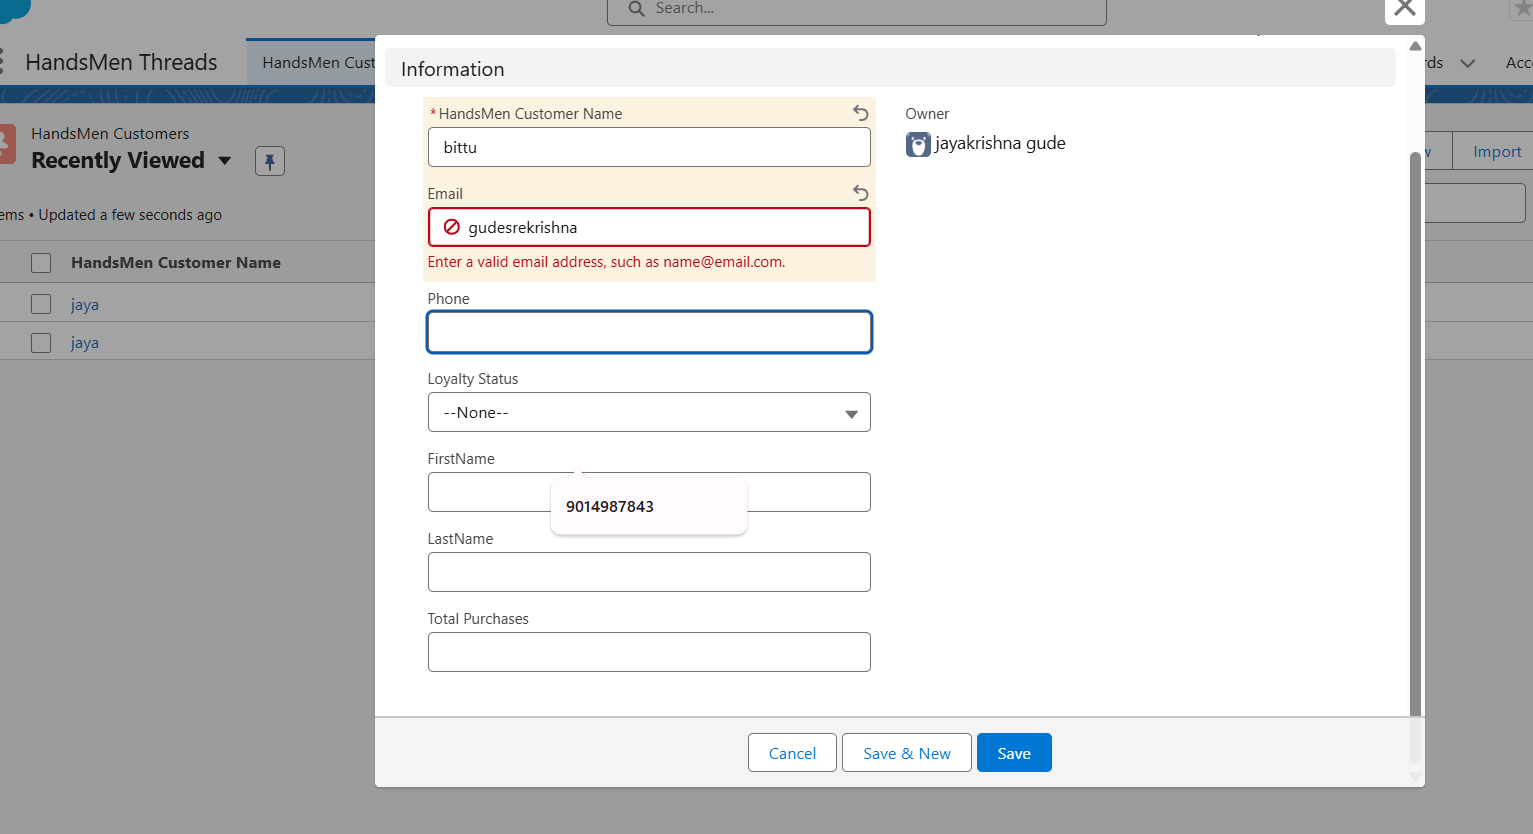 Search...
HandsMen Threads
HandsMen Cust
rds
Acc
HandsMen Customers
Recently Viewed
Import
ems • Updated a few seconds ago
HandsMen Customer Name
jaya
jaya
Information
*HandsMen Customer Name
bittu
Owner
jayakrishna gude
Email
gudesrekrishna
Enter a valid email address, such as name@email.com.
Phone
Loyalty Status
--None--
FirstName
9014987843
LastName
Total Purchases
Cancel
Save & New
Save